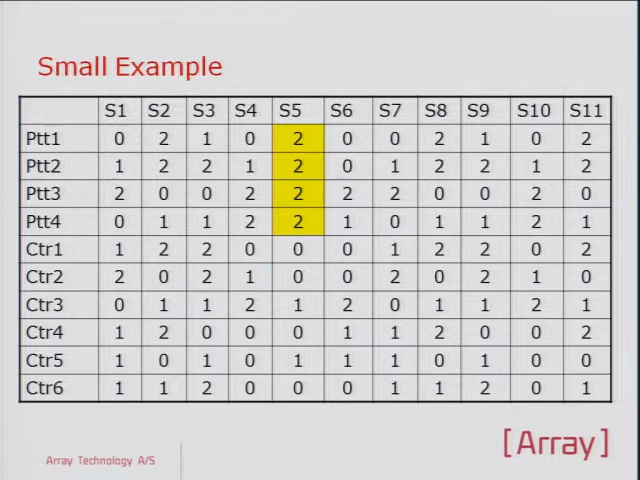 Small Example
S1 S2 S3 S4 S5 S6 S7 S8 S9 S10 S11
Ptt1 0 2 1 0 2 0 0 2 1 0 2
Ptt2 1 2 2 1 2 0 1 2 2 1 2
Ptt3 2 0 0 2 2 2 2 0 0 2 0
Ptt4 0 1 1 2 2 1 0 1 1 2 1
Ctr1 1 2 2 0 0 0 1 2 2 0 2
Ctr2 2 0 2 1 0 0 2 0 2 1 0
Ctr3 0 1 1 2 1 2 0 1 1 2 1
Ctr4 1 2 0 0 0 1 1 2 0 0 2
Ctr5 1 0 1 0 1 1 1 0 1 0 0
Ctr6 1 1 2 0 0 0 1 1 2 0 1
Array Technology A/S
[Array]